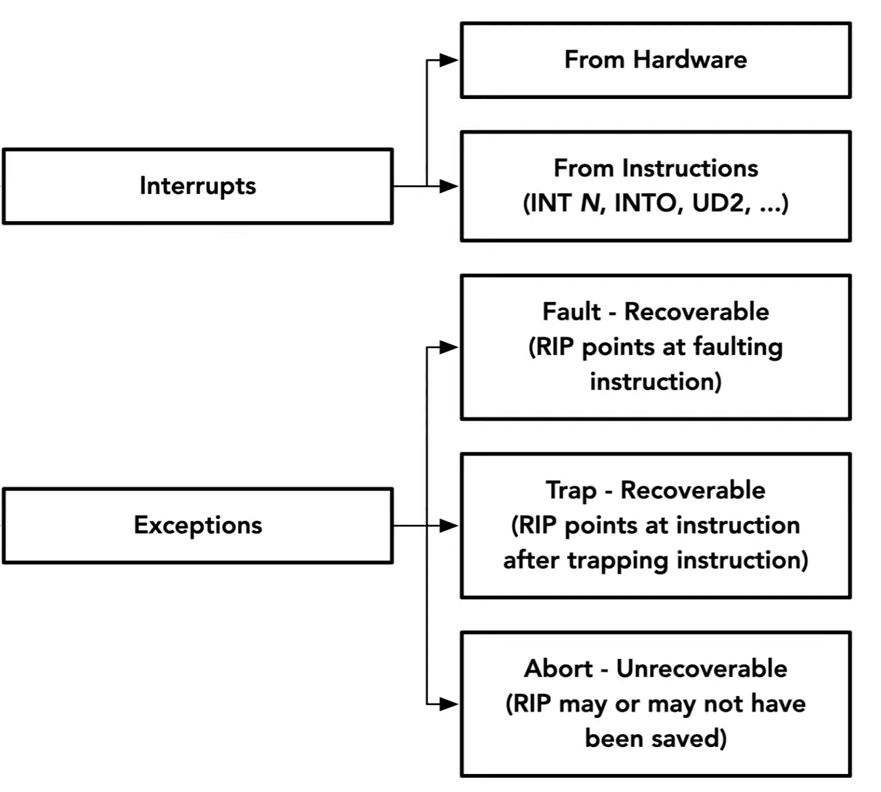 From Hardware
Interrupts
From Instructions
(INT N, INTO, UD2, ...)
Fault - Recoverable
(RIP points at faulting
instruction)
Exceptions
Trap - Recoverable
(RIP points at instruction
after trapping instruction)
Abort - Unrecoverable
(RIP may or may not have
been saved)